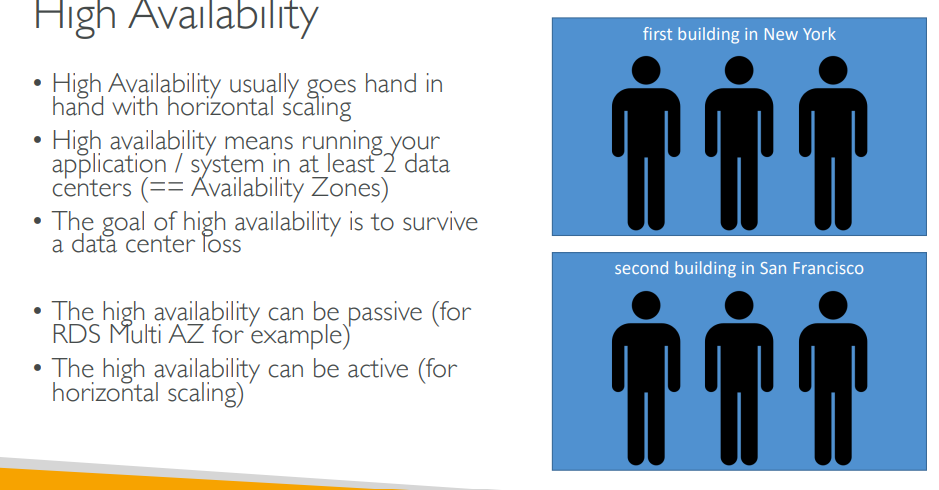 High Availability
• High Availability usually goes hand in
hand with horizontal scaling
• High availability means running your
application / system in at least 2 data
centers (== Availability Zones)
• The goal of high availability is to survive
a data center loss
• The high availability can be passive (for
RDS Multi AZ for example)
• The high availability can be active (for
horizontal scaling)
first building in New York
second building in San Francisco